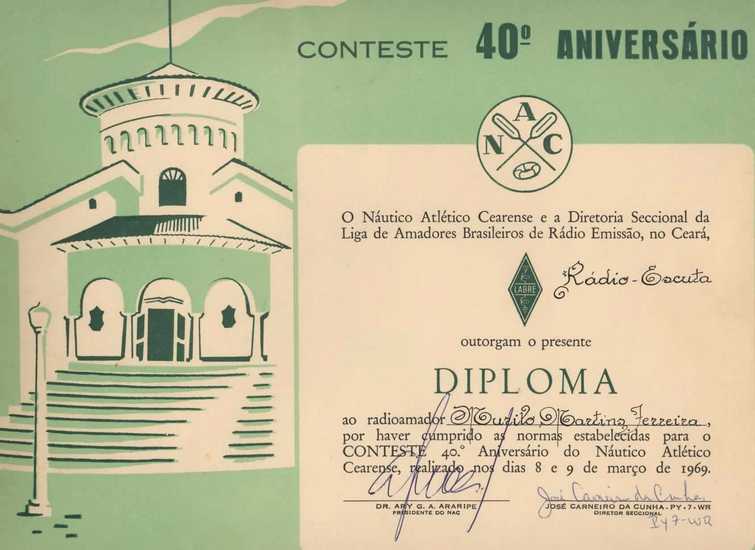 CONTESTE 40º ANIVERSÁRIO
N A C
O Náutico Atlético Cearense e a Diretoria Seccional da
Liga de Amadores Brasileiros de Rádio Emissão, no Ceará,
LABRE
Rádio-Escuta
outorgam o presente
DIPLOMA
ao radioamador Murilo Martins Ferreira,
por haver cumprido as normas estabelecidas para o
CONTESTE 40.º Aniversário do Náutico Atlético
Cearense, realizado nos dias 8 e 9 de março de 1969.
José Carneiro da Cunha
DR. ARY G. A. ARARIPE
PRESIDENTE DO NAC
JOSÉ CARNEIRO DA CUNHA-PY-7-WR
DIRETOR SECCIONAL
PY7-WR